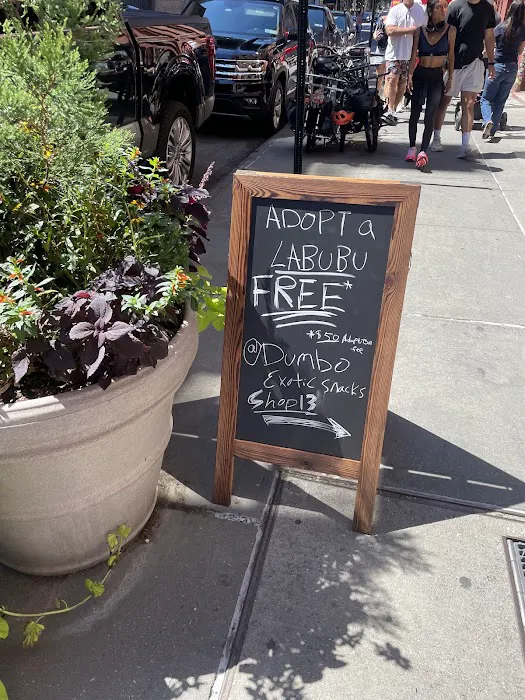 ADOPT a
LABUBU
FREE*
*$50 Adoption
fee
@Dumbo
Exotic Snacks
Shop 13